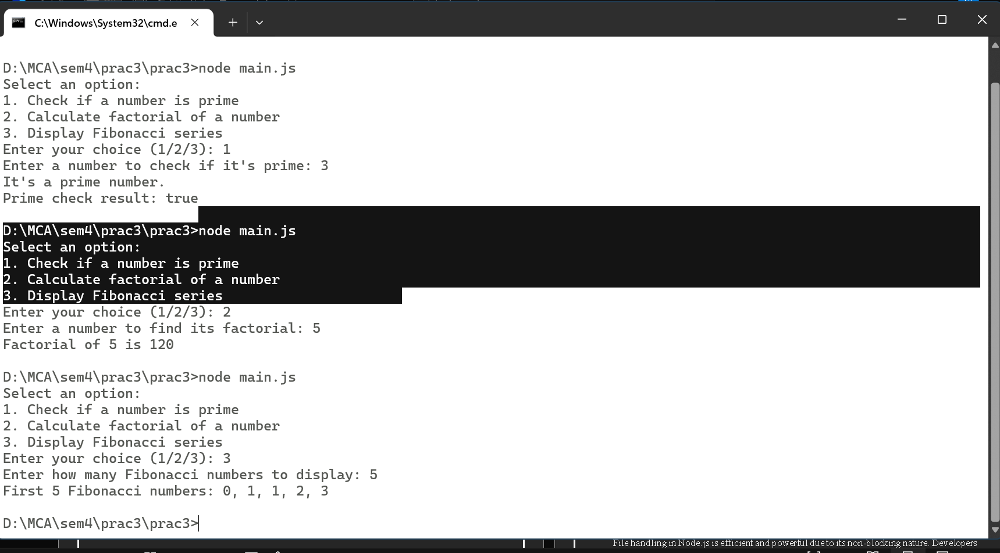 C:\Windows\System32\cmd.e
D:\MCA\sem4\prac3\prac3>node main.js
Select an option:
1. Check if a number is prime
2. Calculate factorial of a number
3. Display Fibonacci series
Enter your choice (1/2/3): 1
Enter a number to check if it's prime: 3
It's a prime number.
Prime check result: true
D:\MCA\sem4\prac3\prac3>node main.js
Select an option:
1. Check if a number is prime
2. Calculate factorial of a number
3. Display Fibonacci series
Enter your choice (1/2/3): 2
Enter a number to find its factorial: 5
Factorial of 5 is 120
D:\MCA\sem4\prac3\prac3>node main.js
Select an option:
1. Check if a number is prime
2. Calculate factorial of a number
3. Display Fibonacci series
Enter your choice (1/2/3): 3
Enter how many Fibonacci numbers to display: 5
First 5 Fibonacci numbers: 0, 1, 1, 2, 3
D:\MCA\sem4\prac3\prac3>
File handling in Node.js is efficient and powerful due to its non-blocking nature. Developers